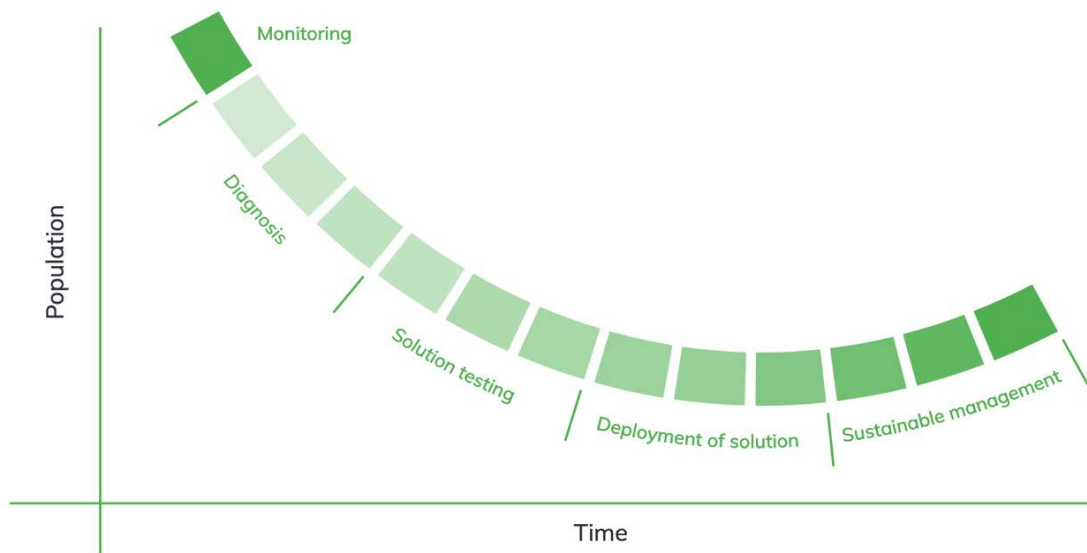 Monitoring
Diagnosis
Solution testing
Deployment of solution
Sustainable management
Population
Time